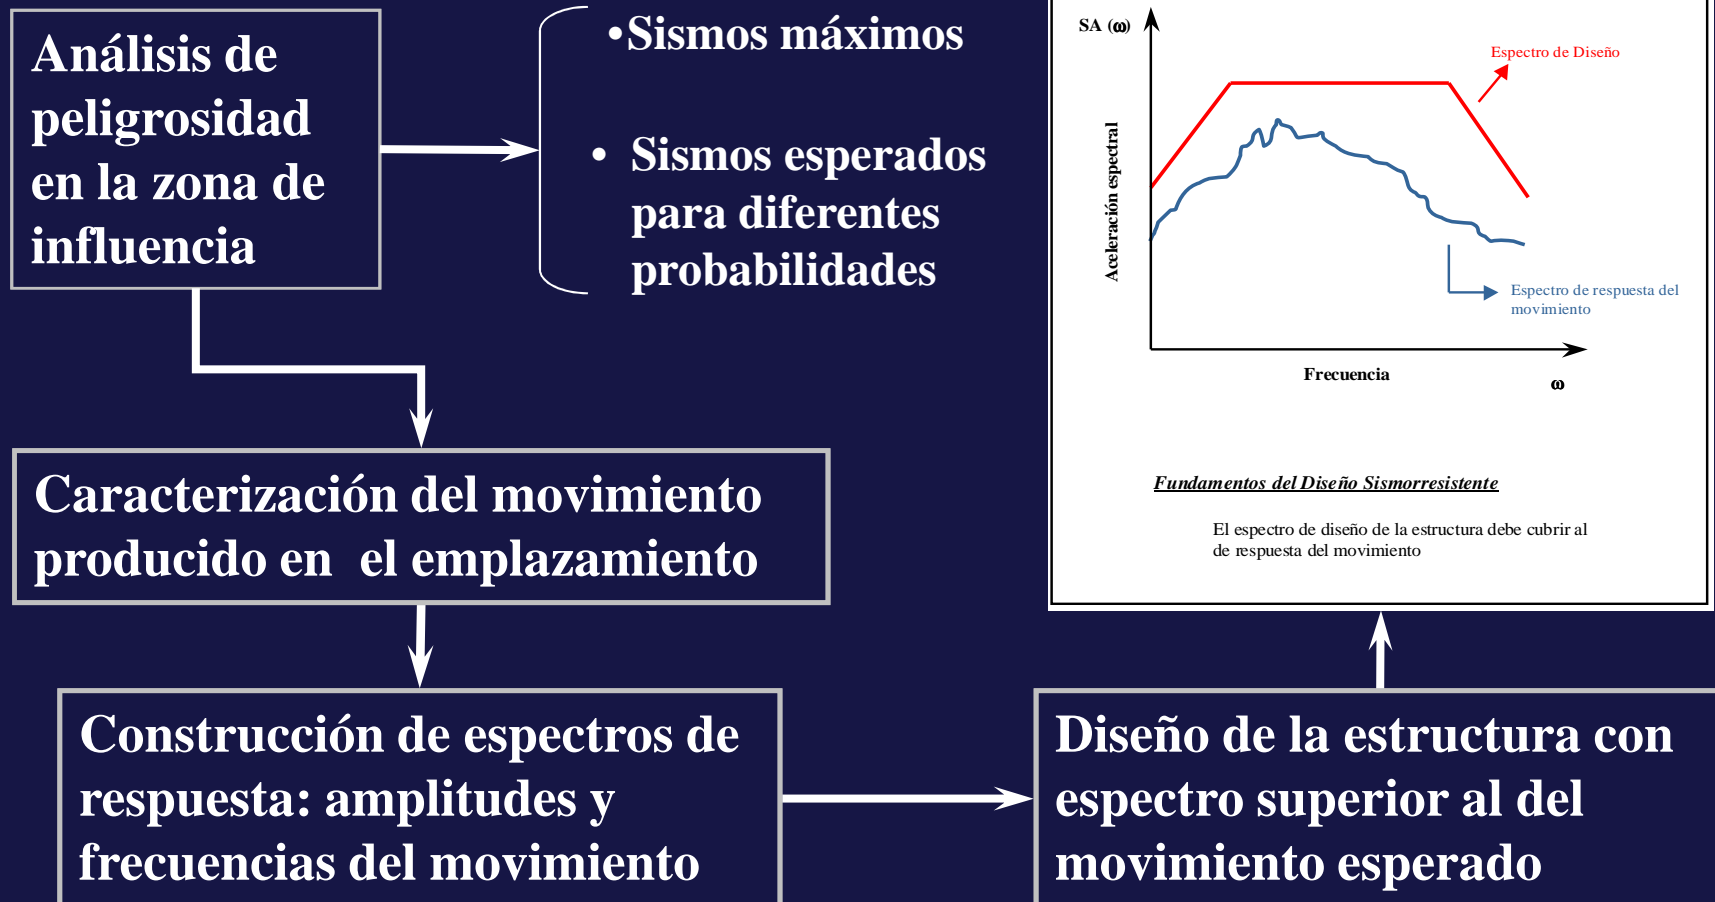 Análisis de
peligrosidad
en la zona de
influencia
•Sismos máximos
• Sismos esperados
para diferentes
probabilidades
SA (ω)
Espectro de Diseño
Aceleración espectral
Espectro de respuesta del
movimiento
Frecuencia
ω
Fundamentos del Diseño Sismorresistente
El espectro de diseño de la estructura debe cubrir al
de respuesta del movimiento
Caracterización del movimiento
producido en el emplazamiento
Construcción de espectros de
respuesta: amplitudes y
frecuencias del movimiento
Diseño de la estructura con
espectro superior al del
movimiento esperado